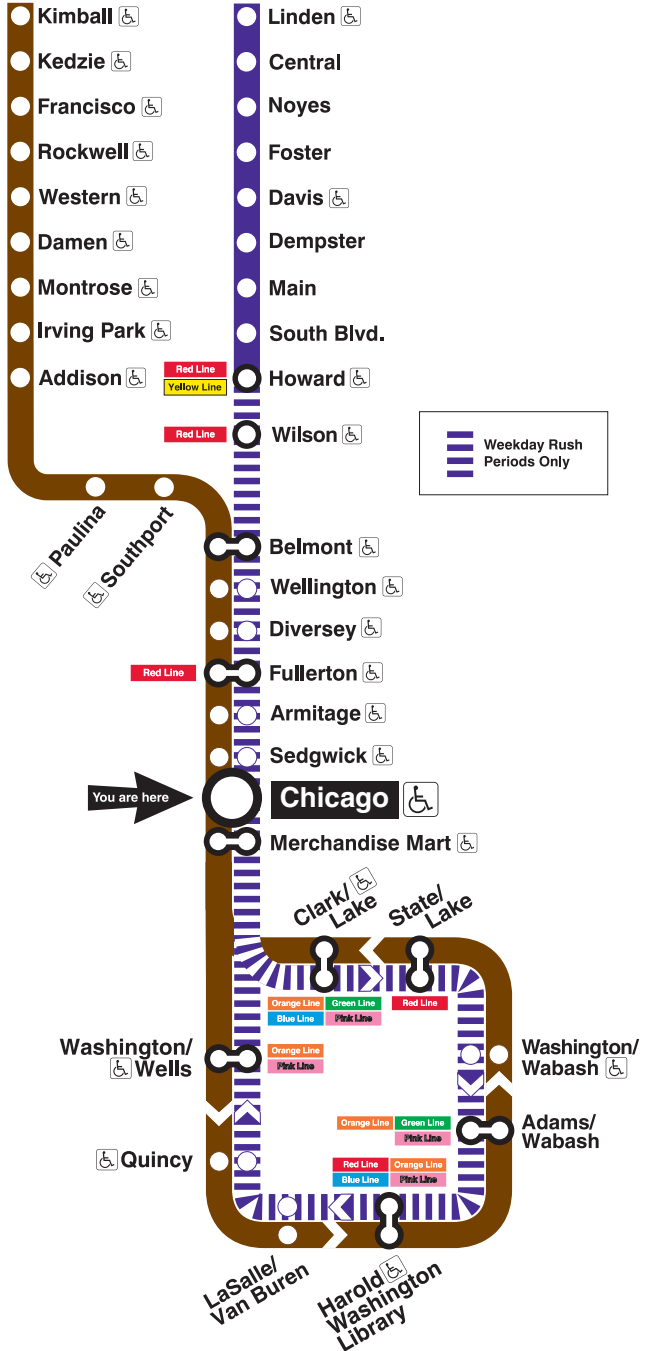 Kimball
Kedzie
Francisco
Rockwell
Western
Damen
Montrose
Irving Park
Addison
Paulina
Southport
Linden
Central
Noyes
Foster
Davis
Dempster
Main
South Blvd.
Red Line
Yellow Line
Howard
Red Line
Wilson
Weekday Rush
Periods Only
Belmont
Wellington
Diversey
Red Line
Fullerton
Armitage
Sedgwick
You are here
Chicago
Merchandise Mart
Clark/
Lake
State/
Lake
Orange Line
Green Line
Blue Line
Pink Line
Red Line
Washington/
Wells
Orange Line
Pink Line
Washington/
Wabash
Orange Line
Green Line
Pink Line
Adams/
Wabash
Quincy
Red Line
Orange Line
Blue Line
Pink Line
LaSalle/
Van Buren
Harold
Washington
Library